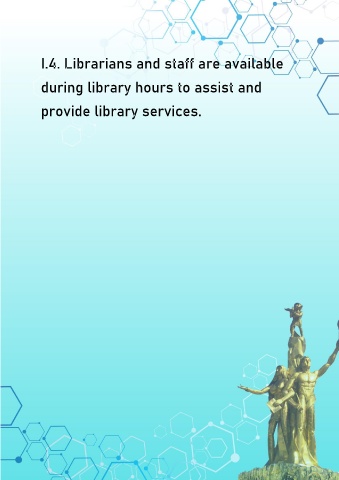 I.4. Librarians and staff are available
during library hours to assist and
provide library services.